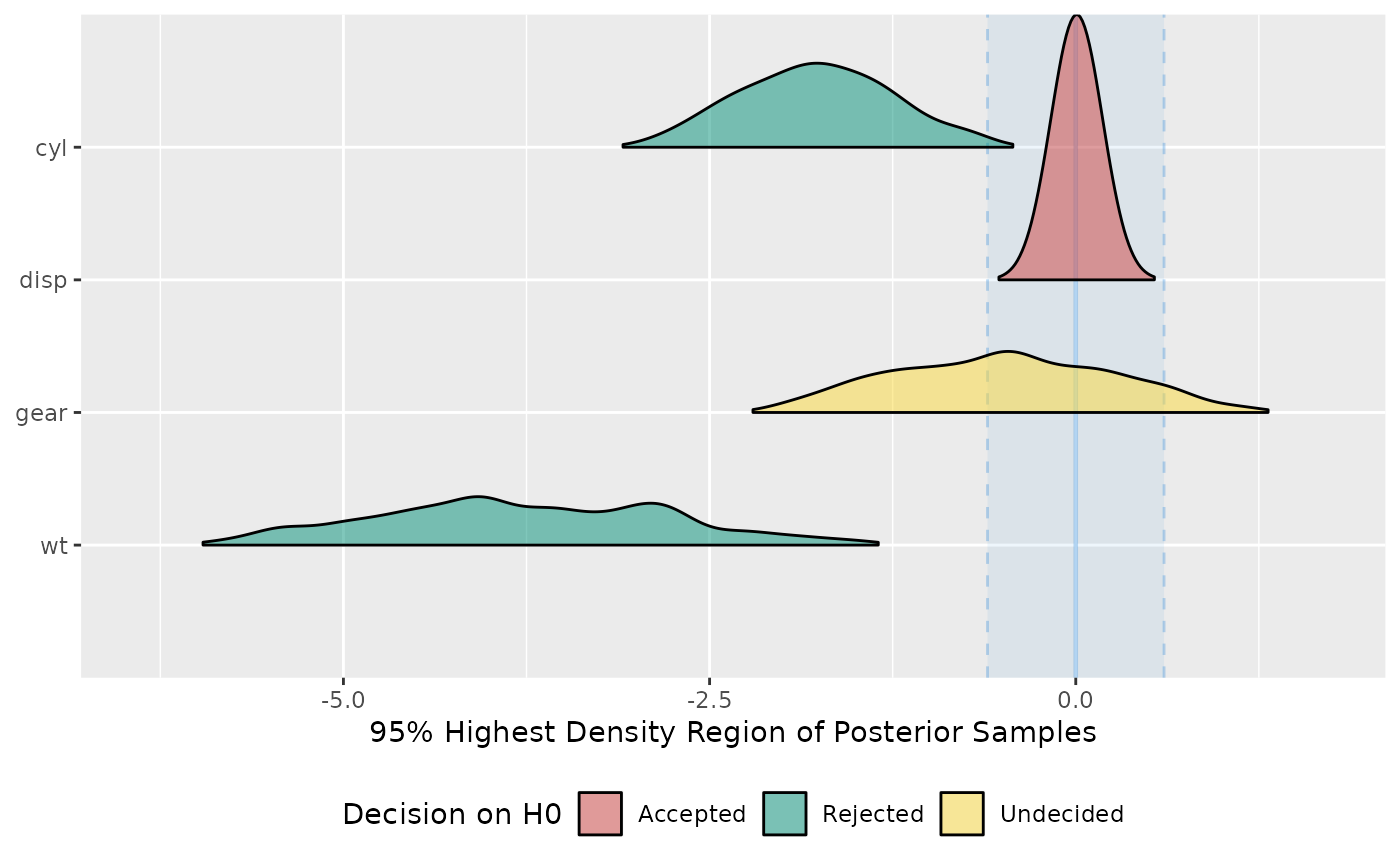 cyl
disp
gear
wt
-5.0 -2.5 0.0
95% Highest Density Region of Posterior Samples
Decision on H0 Accepted Rejected Undecided